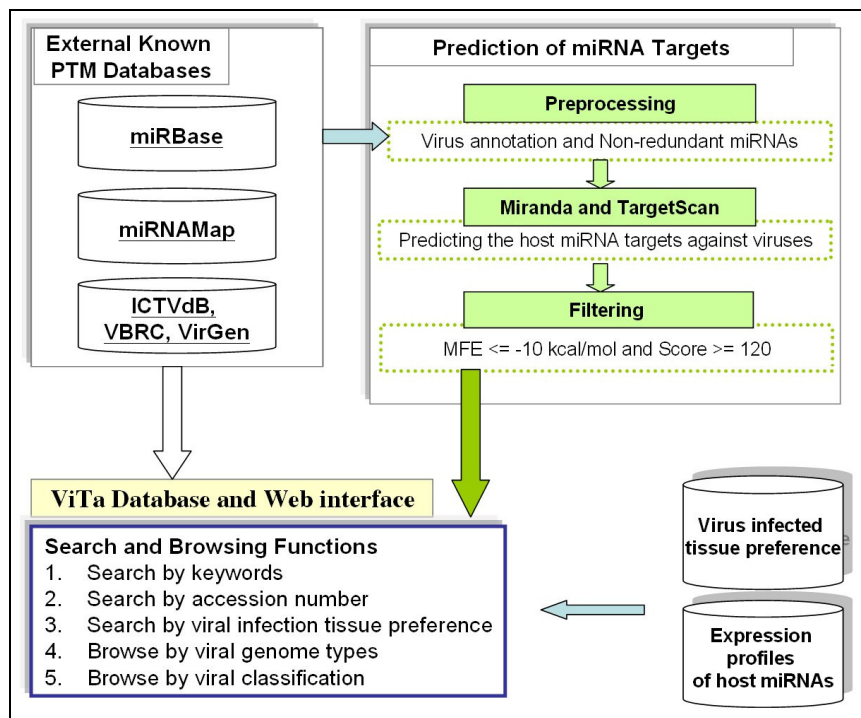 External Known
PTM Databases
miRBase
miRNAMap
ICTVdB,
VBRC, VirGen
Prediction of miRNA Targets
Preprocessing
Virus annotation and Non-redundant miRNAs
Miranda and TargetScan
Predicting the host miRNA targets against viruses
Filtering
MFE <= -10 kcal/mol and Score >= 120
ViTa Database and Web interface
Search and Browsing Functions
1. Search by keywords
2. Search by accession number
3. Search by viral infection tissue preference
4. Browse by viral genome types
5. Browse by viral classification
Virus infected
tissue preference
Expression
profiles
of host miRNAs